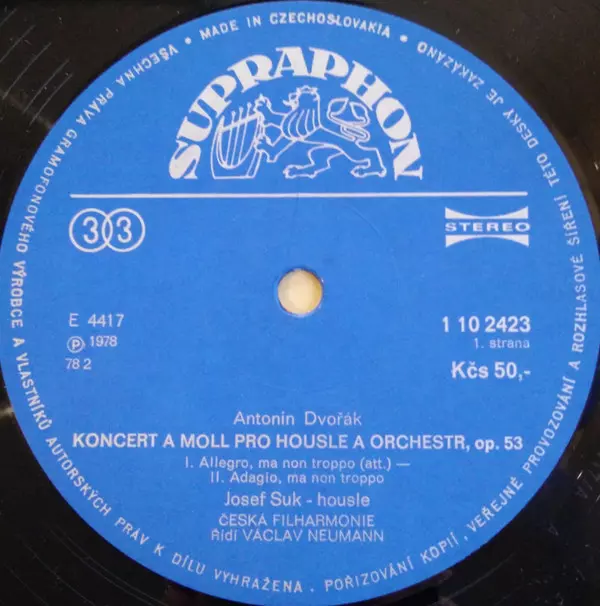 VŠECHNA PRÁVA GRAMOFONOVÉHO VÝROBCE A VLASTNÍKŮ AUTORSKÝCH PRÁV K DÍLU VYHRAŽENA. POŘIZOVÁNÍ KOPIÍ, VEŘEJNÉ PROVOZOVÁNÍ A ROZHLASOVÉ ŠÍŘENÍ TÉTO DESKY JE ZAKÁZÁNO • MADE IN CZECHOSLOVAKIA •
SUPRAPHON
33
STEREO
E 4417
1 10 2423
Ⓟ 1978
1. strana
78 2
Kčs 50,-
Antonín Dvořák
KONCERT A MOLL PRO HOUSLE A ORCHESTR, op. 53
I. Allegro, ma non troppo (att.) —
II. Adagio, ma non troppo
Josef Suk - housle
ČESKÁ FILHARMONIE
Řídí VÁCLAV NEUMANN